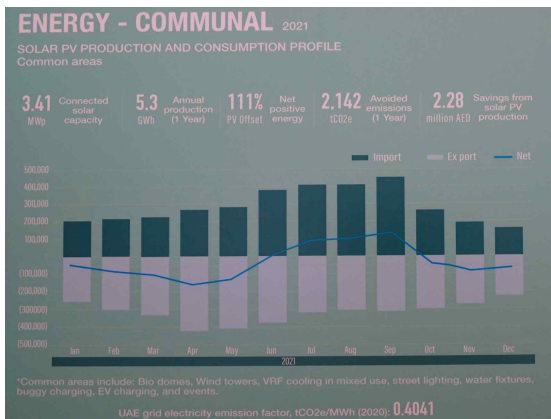 ENERGY - COMMUNAL 2021
SOLAR PV PRODUCTION AND CONSUMPTION PROFILE
Common areas
3.41 MWp Connected solar capacity
5.3 GWh Annual production (1 Year)
111% PV Offset Net positive energy
2,142 tCO2e Avoided emissions (1 Year)
2.28 million AED Savings from solar PV production
Import Export Net
500,000
400,000
300,000
200,000
100,000
(100,000)
(200,000)
(300000)
(400,000)
(500,000)
Jan Feb Mar Apr May Jun Jul Aug Sep Oct Nov Dec
2021
*Common areas include: Bio domes, Wind towers, VRF cooling in mixed use, street lighting, water fixtures,
buggy charging, EV charging, and events.
UAE grid electricity emission factor, tCO2e/MWh (2020): 0.4041